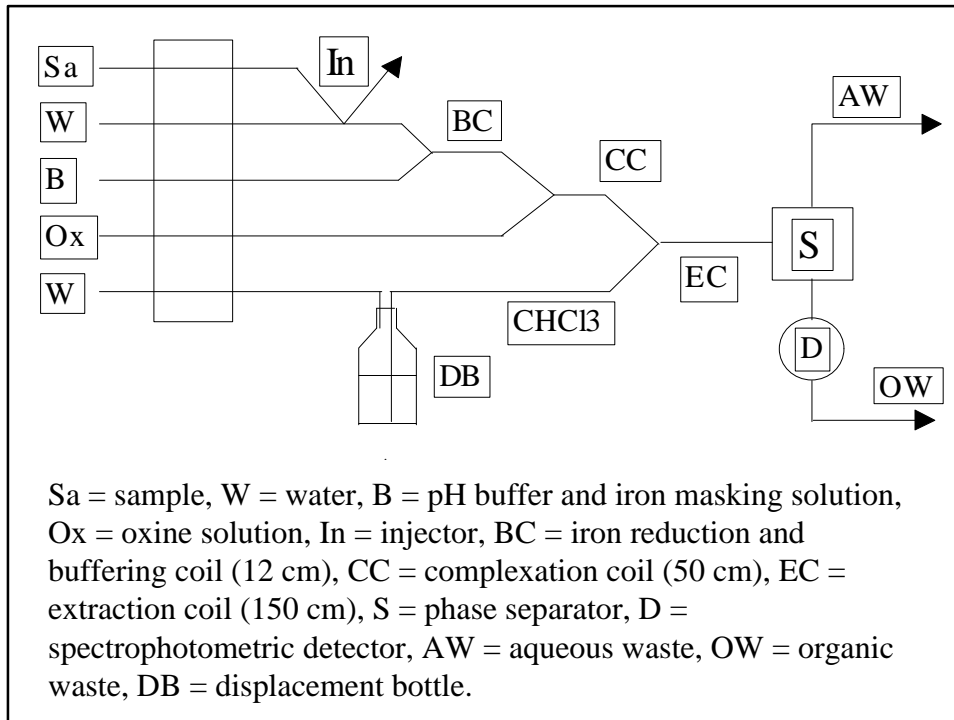 Sa
In
W
BC
AW
B
CC
Ox
S
W
EC
CHCl3
D
DB
OW
Sa = sample, W = water, B = pH buffer and iron masking solution,
Ox = oxine solution, In = injector, BC = iron reduction and
buffering coil (12 cm), CC = complexation coil (50 cm), EC =
extraction coil (150 cm), S = phase separator, D =
spectrophotometric detector, AW = aqueous waste, OW = organic
waste, DB = displacement bottle.